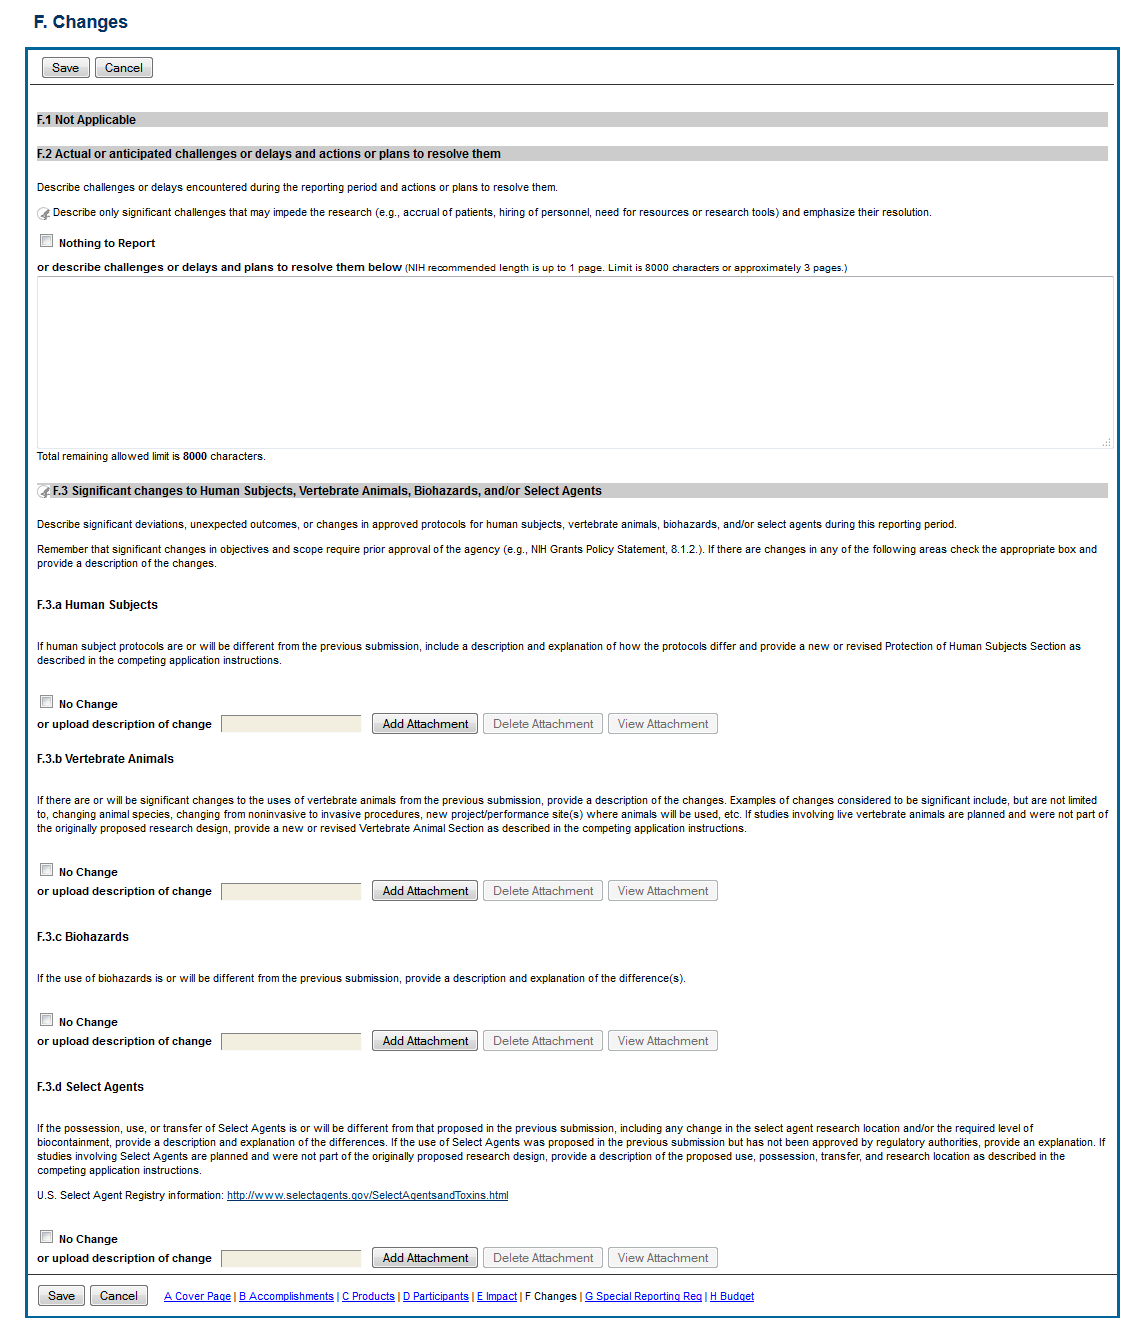 F. Changes
Save Cancel
F.1 Not Applicable
F.2 Actual or anticipated challenges or delays and actions or plans to resolve them
Describe challenges or delays encountered during the reporting period and actions or plans to resolve them.
Describe only significant challenges that may impede the research (e.g., accrual of patients, hiring of personnel, need for resources or research tools) and emphasize their resolution.
Nothing to Report
or describe challenges or delays and plans to resolve them below (NIH recommended length is up to 1 page. Limit is 8000 characters or approximately 3 pages.)
Total remaining allowed limit is 8000 characters.
F.3 Significant changes to Human Subjects, Vertebrate Animals, Biohazards, and/or Select Agents
Describe significant deviations, unexpected outcomes, or changes in approved protocols for human subjects, vertebrate animals, biohazards, and/or select agents during this reporting period.
Remember that significant changes in objectives and scope require prior approval of the agency (e.g., NIH Grants Policy Statement, 8.1.2.). If there are changes in any of the following areas check the appropriate box and
provide a description of the changes.
F.3.a Human Subjects
If human subject protocols are or will be different from the previous submission, include a description and explanation of how the protocols differ and provide a new or revised Protection of Human Subjects Section as
described in the competing application instructions.
No Change
or upload description of change Add Attachment Delete Attachment View Attachment
F.3.b Vertebrate Animals
If there are or will be significant changes to the uses of vertebrate animals from the previous submission, provide a description of the changes. Examples of changes considered to be significant include, but are not limited
to, changing animal species, changing from noninvasive to invasive procedures, new project/performance site(s) where animals will be used, etc. If studies involving live vertebrate animals are planned and were not part of
the originally proposed research design, provide a new or revised Vertebrate Animal Section as described in the competing application instructions.
No Change
or upload description of change Add Attachment Delete Attachment View Attachment
F.3.c Biohazards
If the use of biohazards is or will be different from the previous submission, provide a description and explanation of the difference(s).
No Change
or upload description of change Add Attachment Delete Attachment View Attachment
F.3.d Select Agents
If the possession, use, or transfer of Select Agents is or will be different from that proposed in the previous submission, including any change in the select agent research location and/or the required level of
biocontainment, provide a description and explanation of the differences. If the use of Select Agents was proposed in the previous submission but has not been approved by regulatory authorities, provide an explanation. If
studies involving Select Agents are planned and were not part of the originally proposed research design, provide a description of the proposed use, possession, transfer, and research location as described in the
competing application instructions.
U.S. Select Agent Registry information: http://www.selectagents.gov/SelectAgentsandToxins.html
No Change
or upload description of change Add Attachment Delete Attachment View Attachment
Save Cancel A Cover Page | B Accomplishments | C Products | D Participants | E Impact | F Changes | G Special Reporting Req | H Budget